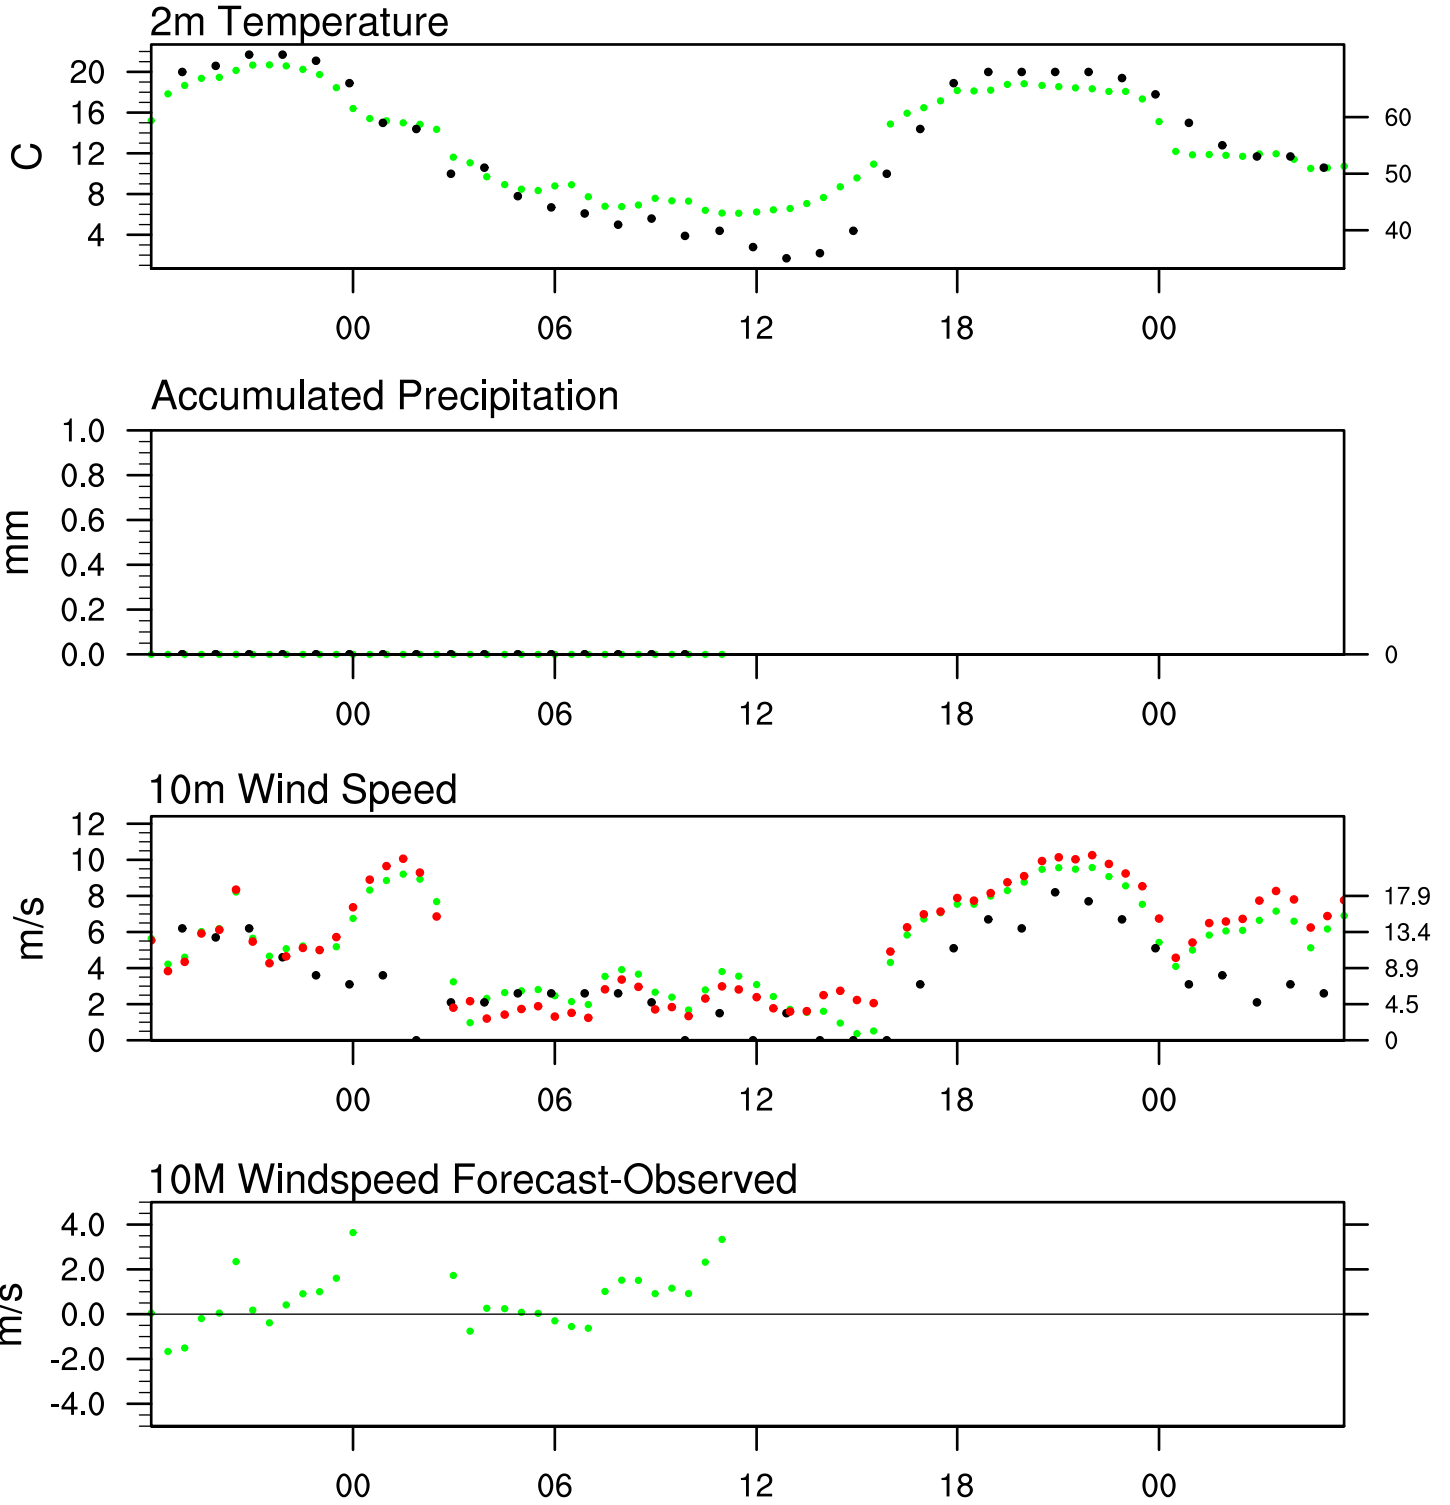 2m Temperature
C
20
16
12
8
4
60
50
40
00 06 12 18 00
Accumulated Precipitation
mm
1.0
0.8
0.6
0.4
0.2
0.0
0
00 06 12 18 00
10m Wind Speed
m/s
12
10
8
6
4
2
0
17.9
13.4
8.9
4.5
0
00 06 12 18 00
10M Windspeed Forecast-Observed
m/s
4.0
2.0
0.0
-2.0
-4.0
00 06 12 18 00